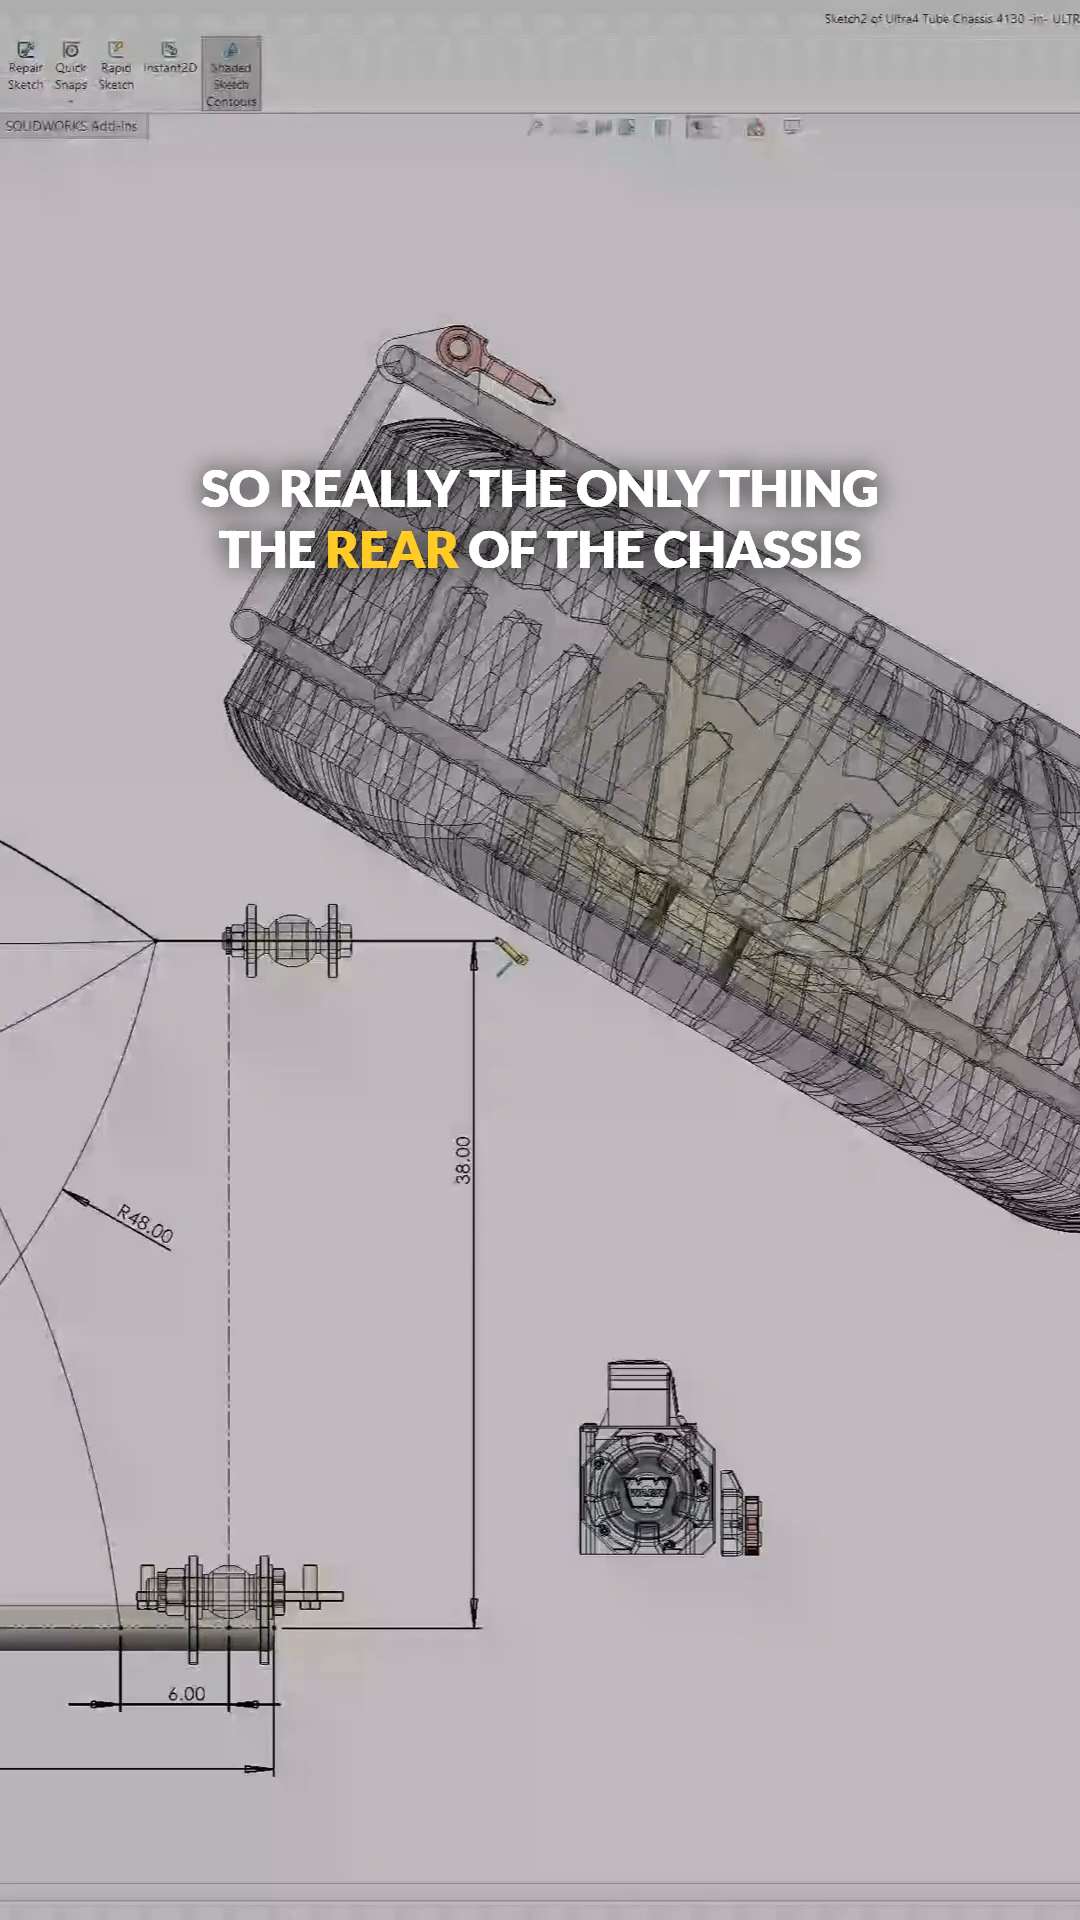 Sketch2 of Ultra4 Tube Chassis 4130 -in- ULTR
Repair Sketch
Quick Snaps
Rapid Sketch
Instant2D
Shaded Sketch Contours
SOLIDWORKS Add-Ins
SO REALLY THE ONLY THING
THE REAR OF THE CHASSIS
38.00
R48.00
WARN
6.00